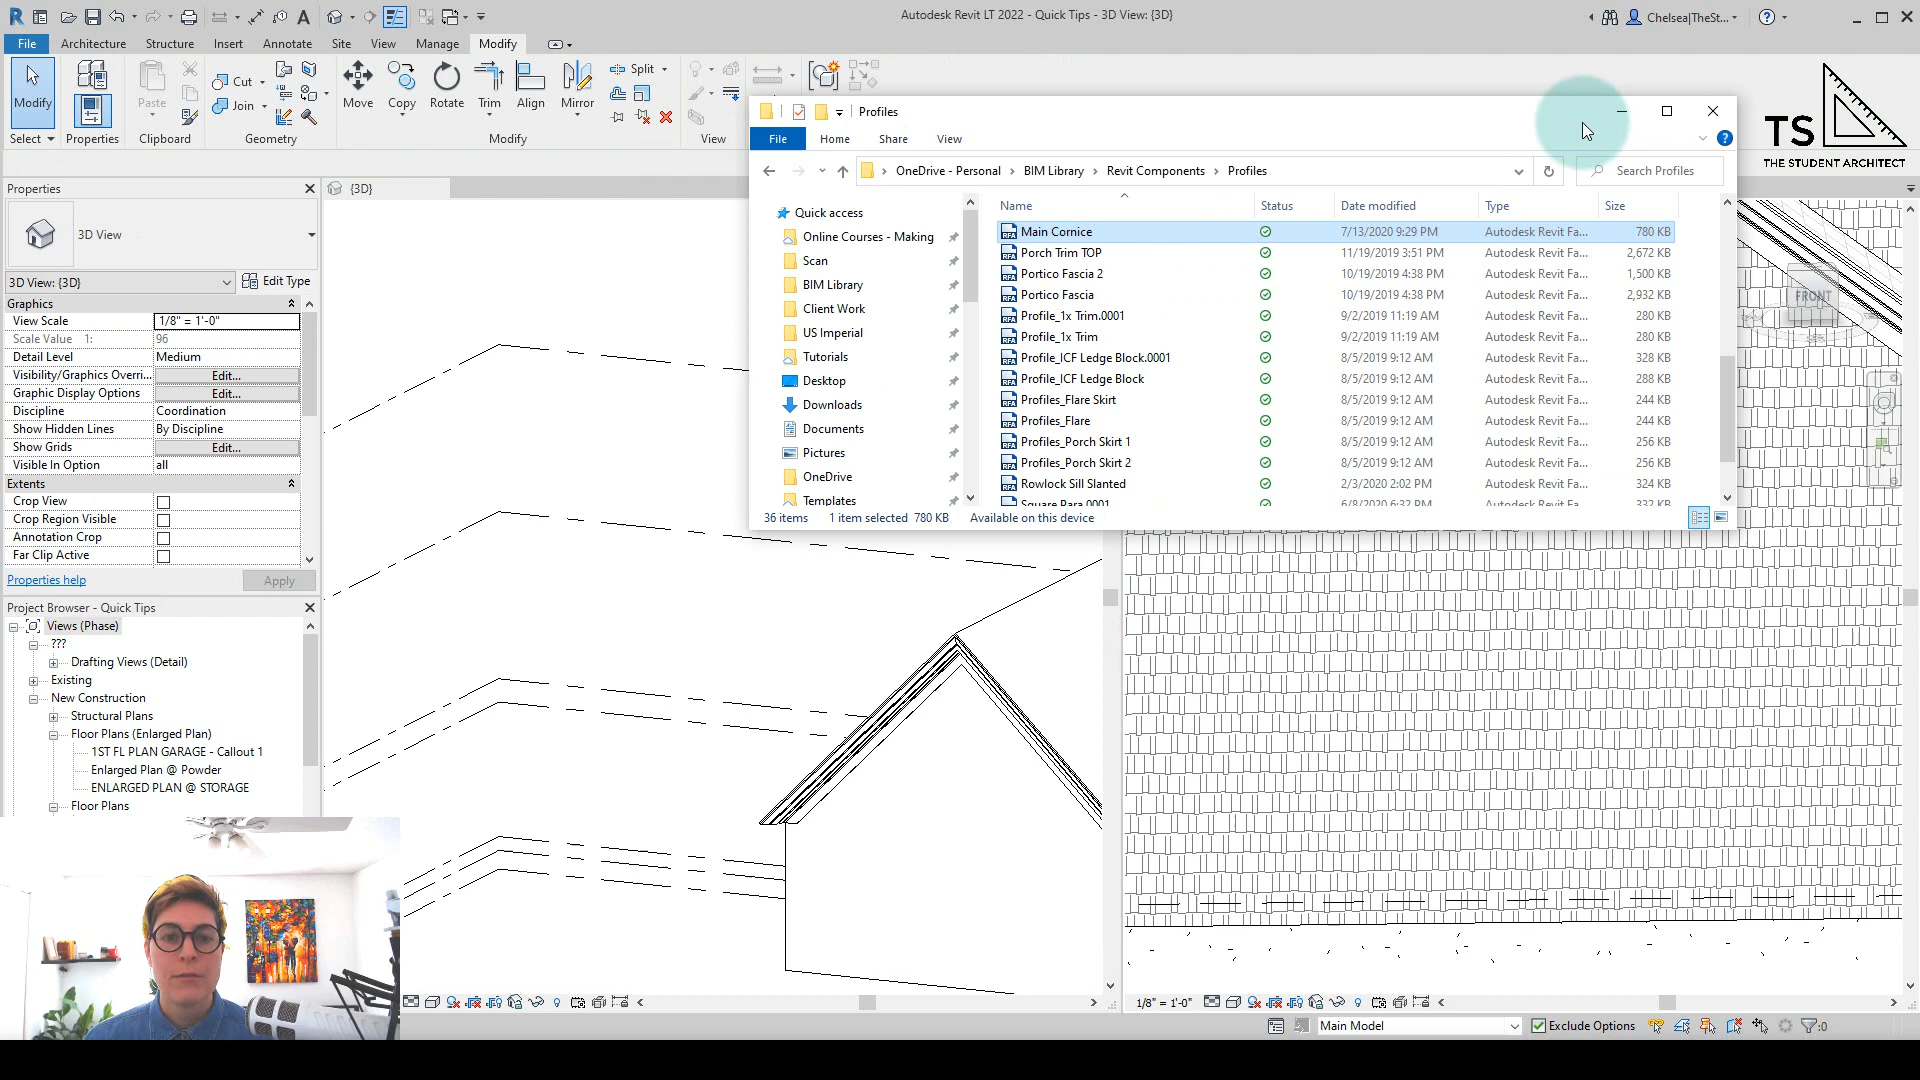 Autodesk Revit LT 2022 - Quick Tips - 3D View: {3D}
Chelsea|TheSt...
File Architecture Structure Insert Annotate Site View Manage Modify
Modify
Paste
Cut
Join
Move Copy Rotate Trim Align Mirror
Split
Select Properties Clipboard Geometry Modify View
TS
THE STUDENT ARCHITECT
Profiles
File Home Share View
OneDrive - Personal › BIM Library › Revit Components › Profiles
Search Profiles
Quick access
Online Courses - Making
Scan
BIM Library
Client Work
US Imperial
Tutorials
Desktop
Downloads
Documents
Pictures
OneDrive
Templates
Name Status Date modified Type Size
Main Cornice 7/13/2020 9:29 PM Autodesk Revit Fa... 780 KB
Porch Trim TOP 11/19/2019 3:51 PM Autodesk Revit Fa... 2,672 KB
Portico Fascia 2 10/19/2019 4:38 PM Autodesk Revit Fa... 1,500 KB
Portico Fascia 10/19/2019 4:38 PM Autodesk Revit Fa... 2,932 KB
Profile_1x Trim.0001 9/2/2019 11:19 AM Autodesk Revit Fa... 280 KB
Profile_1x Trim 9/2/2019 11:19 AM Autodesk Revit Fa... 280 KB
Profile_ICF Ledge Block.0001 8/5/2019 9:12 AM Autodesk Revit Fa... 328 KB
Profile_ICF Ledge Block 8/5/2019 9:12 AM Autodesk Revit Fa... 288 KB
Profiles_Flare Skirt 8/5/2019 9:12 AM Autodesk Revit Fa... 244 KB
Profiles_Flare 8/5/2019 9:12 AM Autodesk Revit Fa... 244 KB
Profiles_Porch Skirt 1 8/5/2019 9:12 AM Autodesk Revit Fa... 256 KB
Profiles_Porch Skirt 2 8/5/2019 9:12 AM Autodesk Revit Fa... 256 KB
Rowlock Sill Slanted 2/3/2020 2:02 PM Autodesk Revit Fa... 324 KB
Square Para.0001 6/8/2020 6:32 PM Autodesk Revit Fa... 332 KB
36 items 1 item selected 780 KB Available on this device
FRONT
Properties
{3D}
3D View
3D View: {3D}
Edit Type
Graphics
View Scale 1/8" = 1'-0"
Scale Value 1: 96
Detail Level Medium
Visibility/Graphics Overri... Edit...
Graphic Display Options Edit...
Discipline Coordination
Show Hidden Lines By Discipline
Show Grids Edit...
Visible In Option all
Extents
Crop View
Crop Region Visible
Annotation Crop
Far Clip Active
Properties help
Apply
Project Browser - Quick Tips
Views (Phase)
???
Drafting Views (Detail)
Existing
New Construction
Structural Plans
Floor Plans (Enlarged Plan)
1ST FL PLAN GARAGE - Callout 1
Enlarged Plan @ Powder
ENLARGED PLAN @ STORAGE
Floor Plans
1/8" = 1'-0"
Main Model
Exclude Options
:0